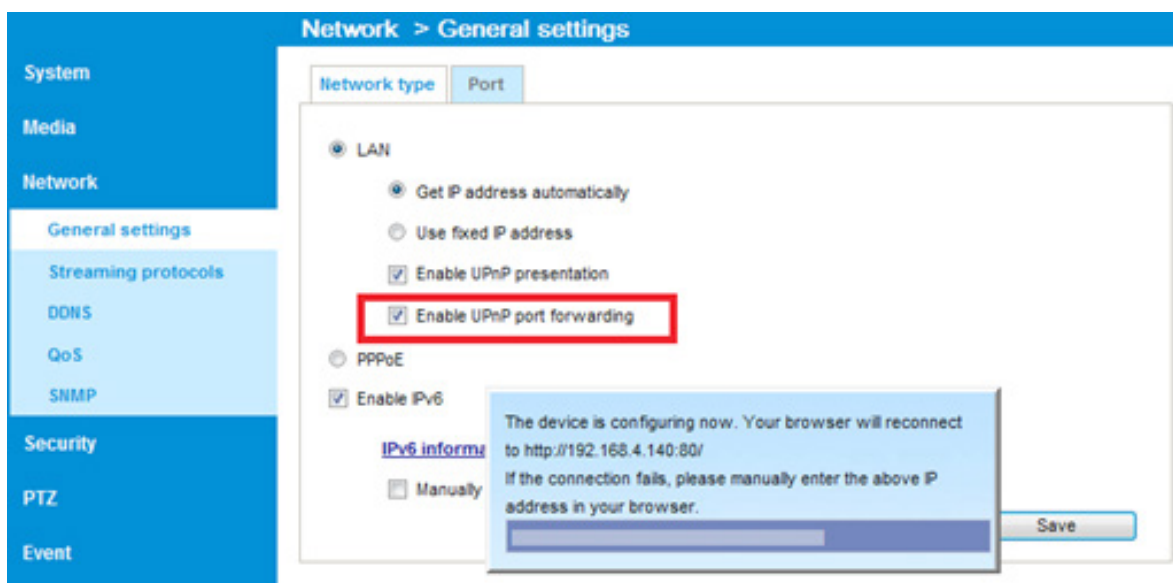 Network > General settings
System
Media
Network
General settings
Streaming protocols
DDNS
QoS
SNMP
Security
PTZ
Event
Network type
Port
LAN
Get IP address automatically
Use fixed IP address
Enable UPnP presentation
Enable UPnP port forwarding
PPPoE
Enable IPv6
IPv6 informa
Manually
The device is configuring now. Your browser will reconnect
to http://192.168.4.140:80/
If the connection fails, please manually enter the above IP
address in your browser.
Save